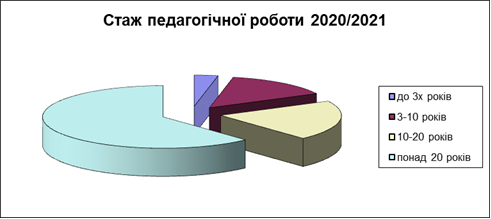 Стаж педагогічної роботи 2020/2021
до 3х років
3-10 років
10-20 років
понад 20 років